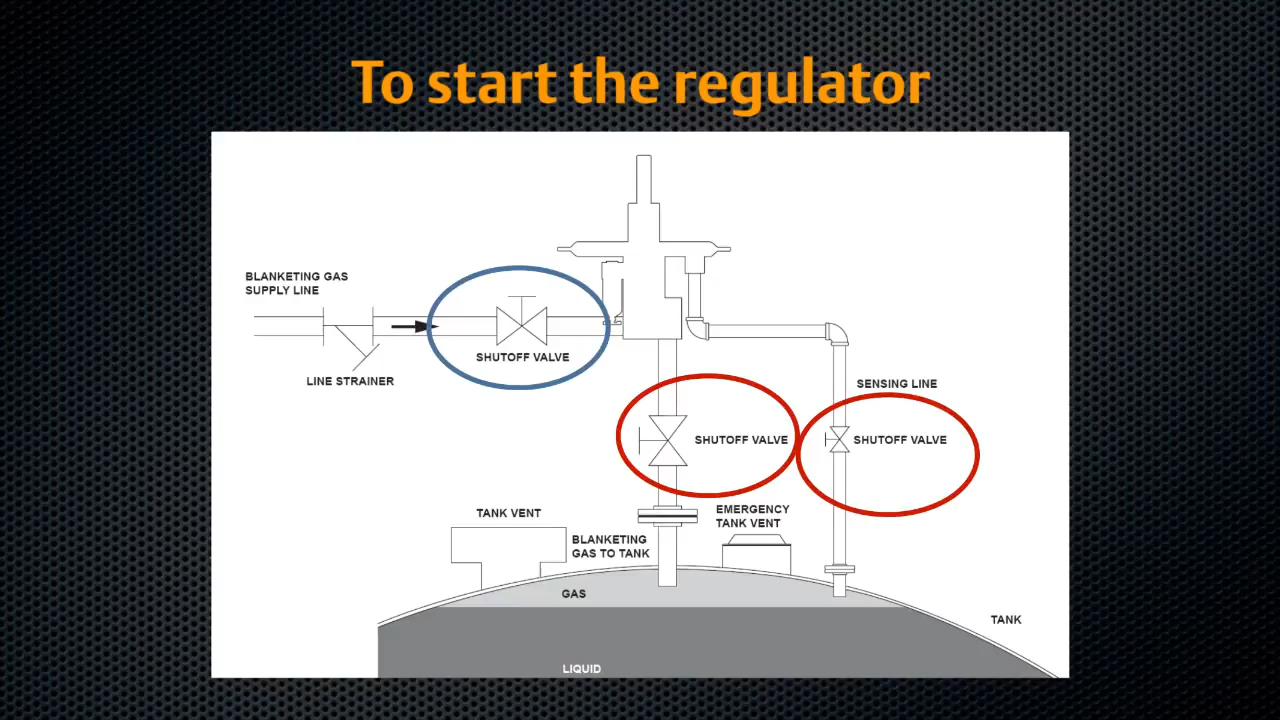 To start the regulator
BLANKETING GAS
SUPPLY LINE
SHUTOFF VALVE
LINE STRAINER
SENSING LINE
SHUTOFF VALVE
SHUTOFF VALVE
TANK VENT
EMERGENCY
TANK VENT
BLANKETING
GAS TO TANK
GAS
TANK
LIQUID